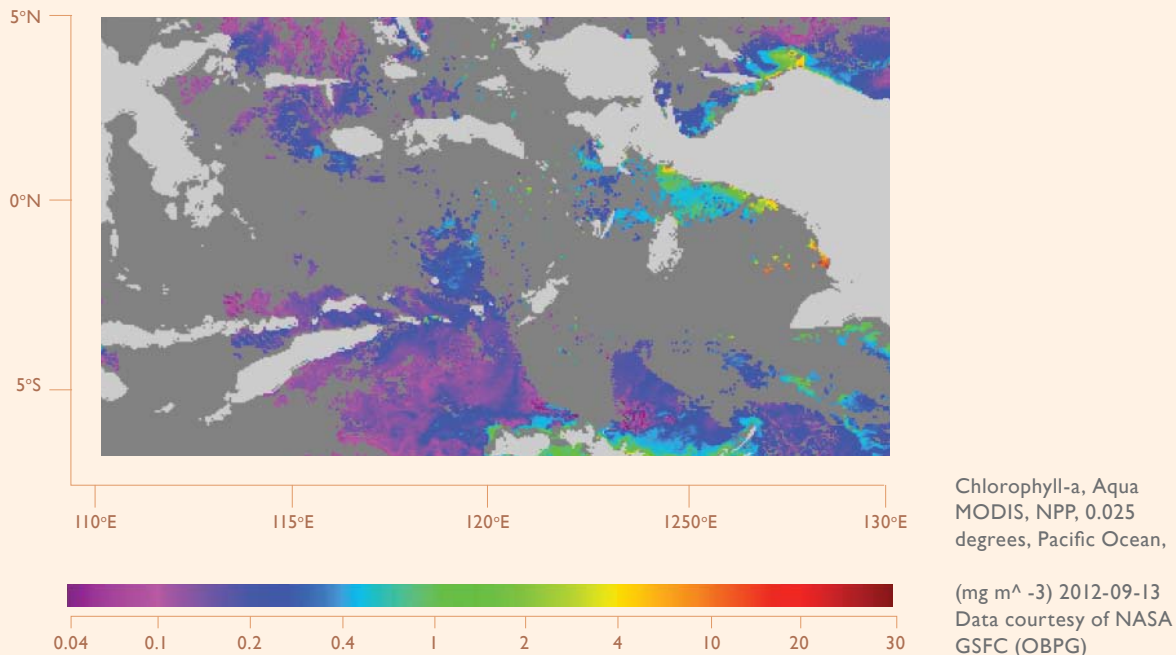 5°N
0°N
5°S
110°E 115°E 120°E 1250°E 130°E
Chlorophyll-a, Aqua
MODIS, NPP, 0.025
degrees, Pacific Ocean,
(mg m^ -3) 2012-09-13
Data courtesy of NASA
GSFC (OBPG)
0.04 0.1 0.2 0.4 1 2 4 10 20 30